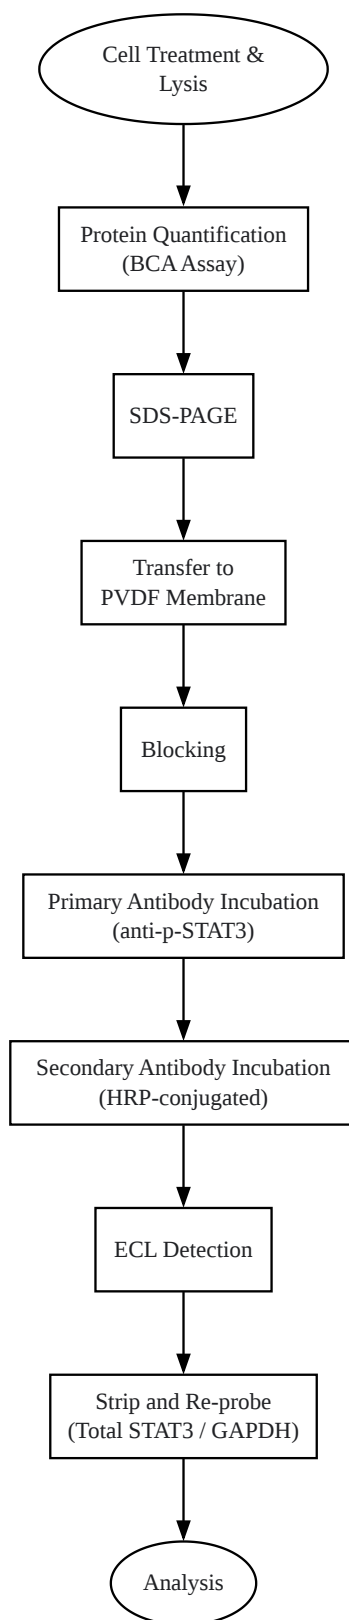 Cell Treatment &
Lysis
Protein Quantification
(BCA Assay)
SDS-PAGE
Transfer to
PVDF Membrane
Blocking
Primary Antibody Incubation
(anti-p-STAT3)
Secondary Antibody Incubation
(HRP-conjugated)
ECL Detection
Strip and Re-probe
(Total STAT3 / GAPDH)
Analysis